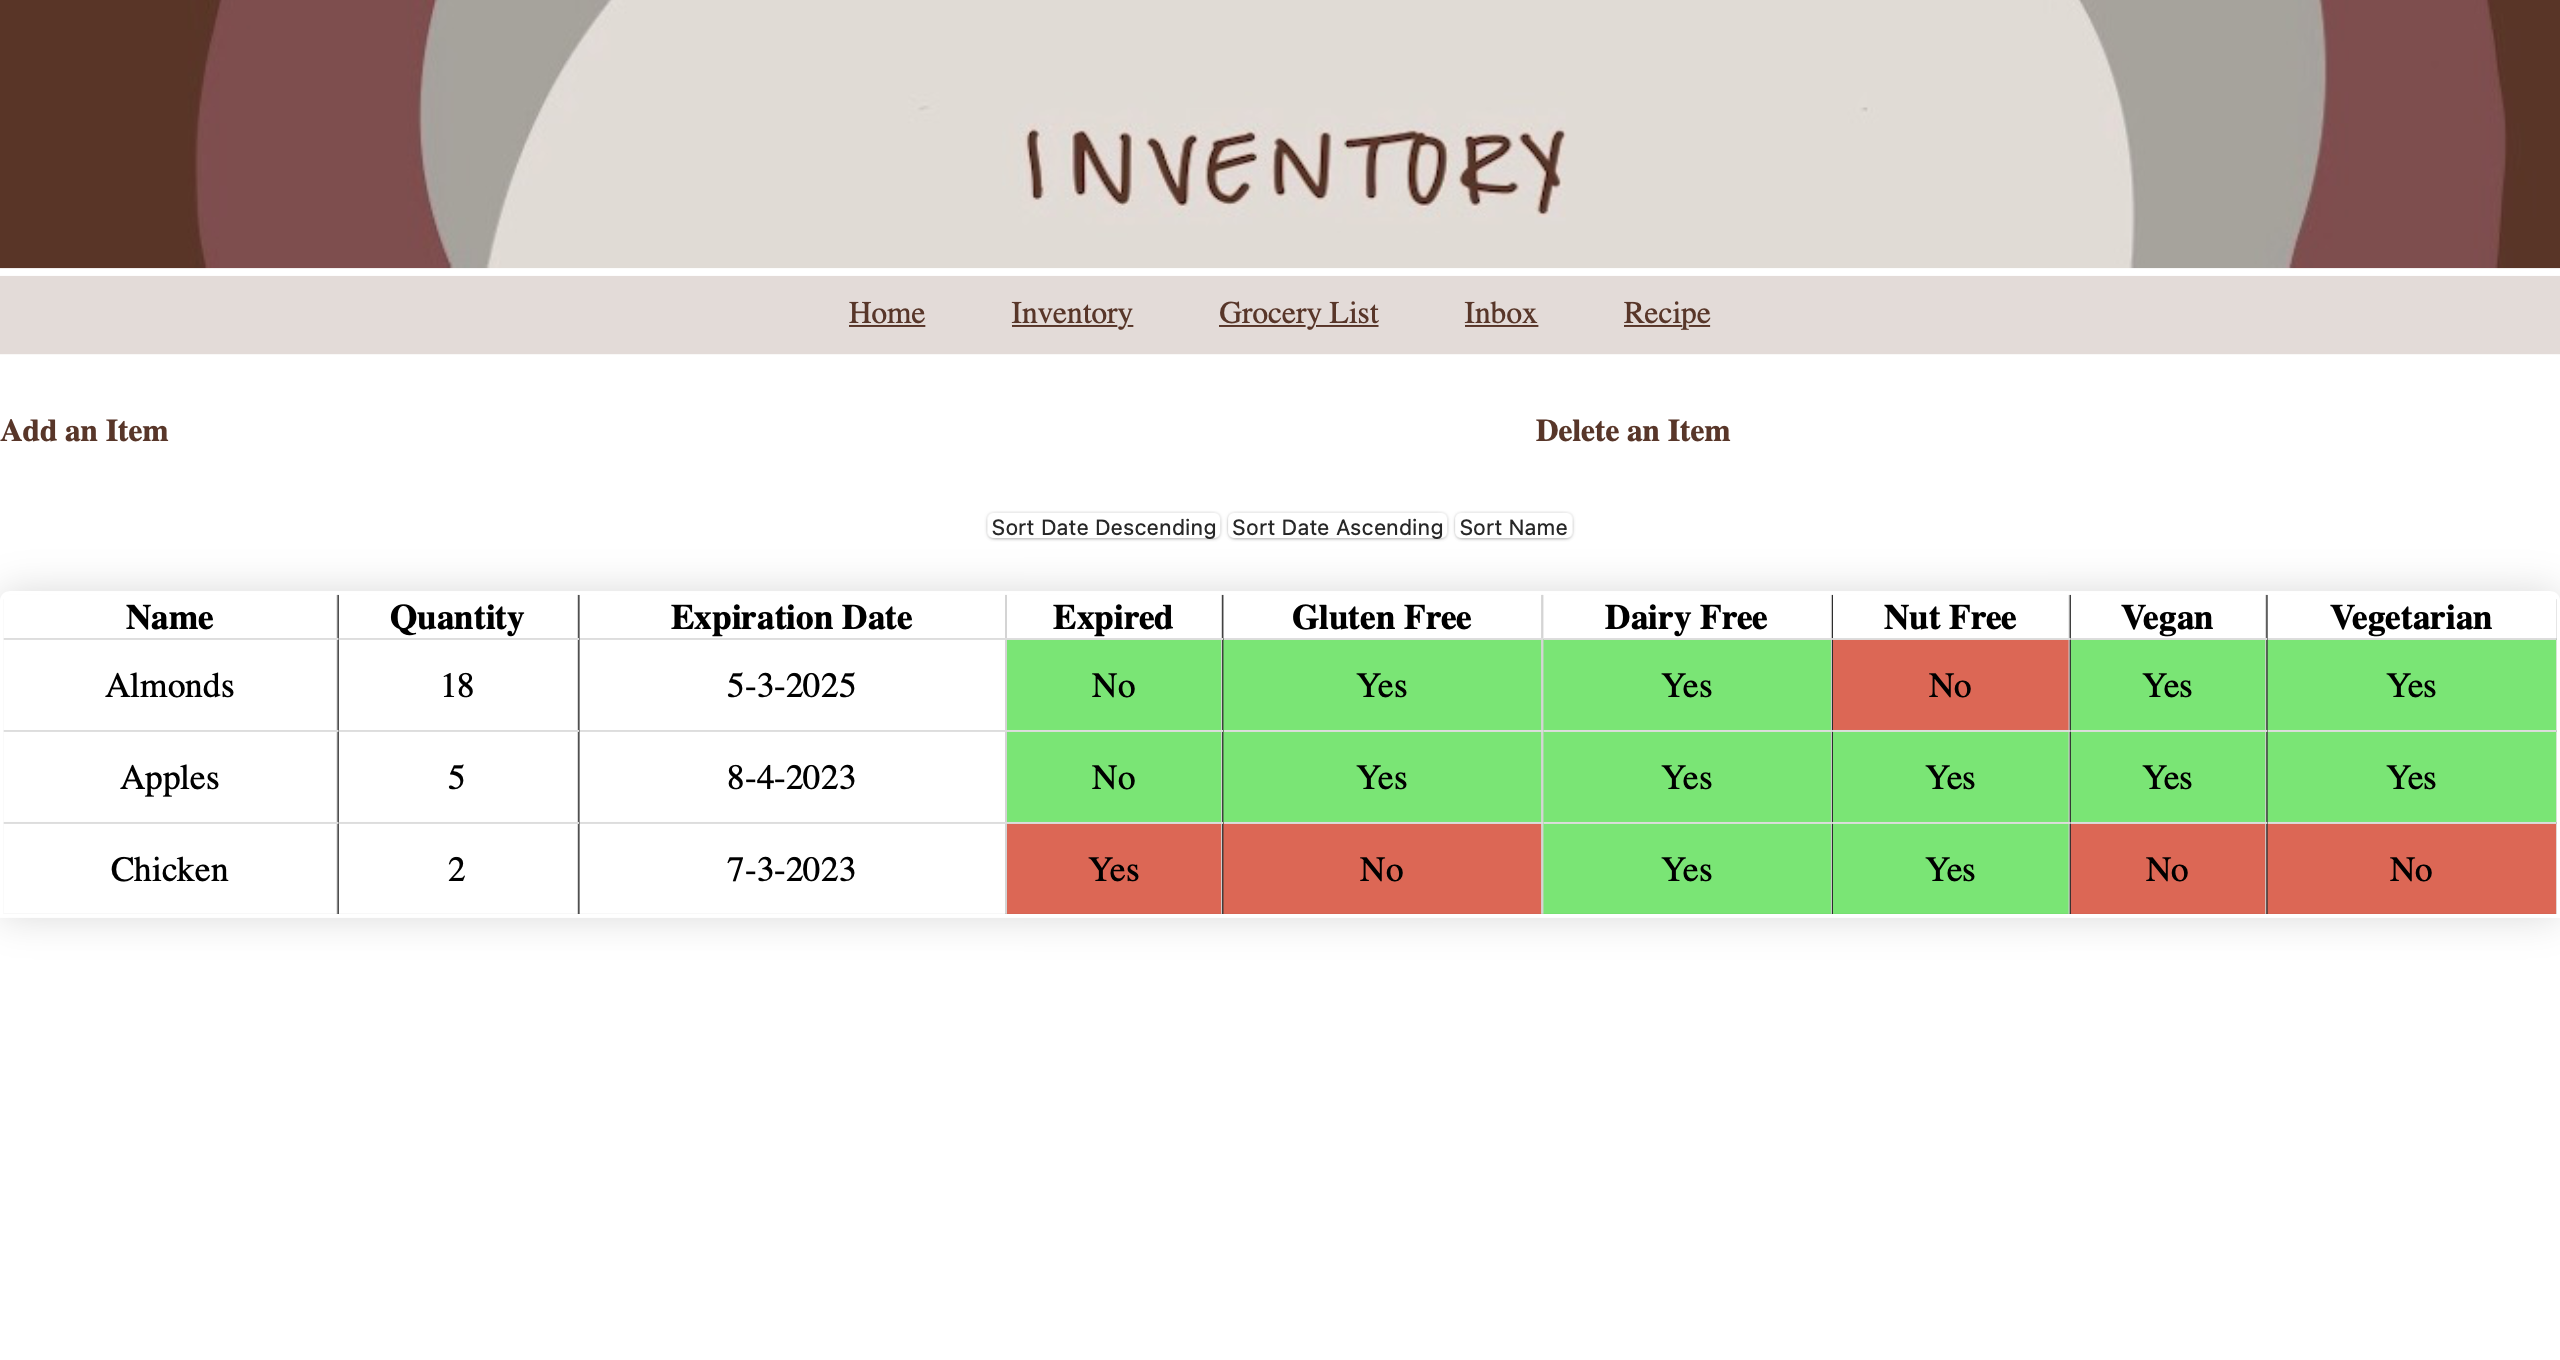 INVENTORY
Home Inventory Grocery List Inbox Recipe
Add an Item Delete an Item
Sort Date Descending Sort Date Ascending Sort Name
Name Quantity Expiration Date Expired Gluten Free Dairy Free Nut Free Vegan Vegetarian
Almonds 18 5-3-2025 No Yes Yes No Yes Yes
Apples 5 8-4-2023 No Yes Yes Yes Yes Yes
Chicken 2 7-3-2023 Yes No Yes Yes No No